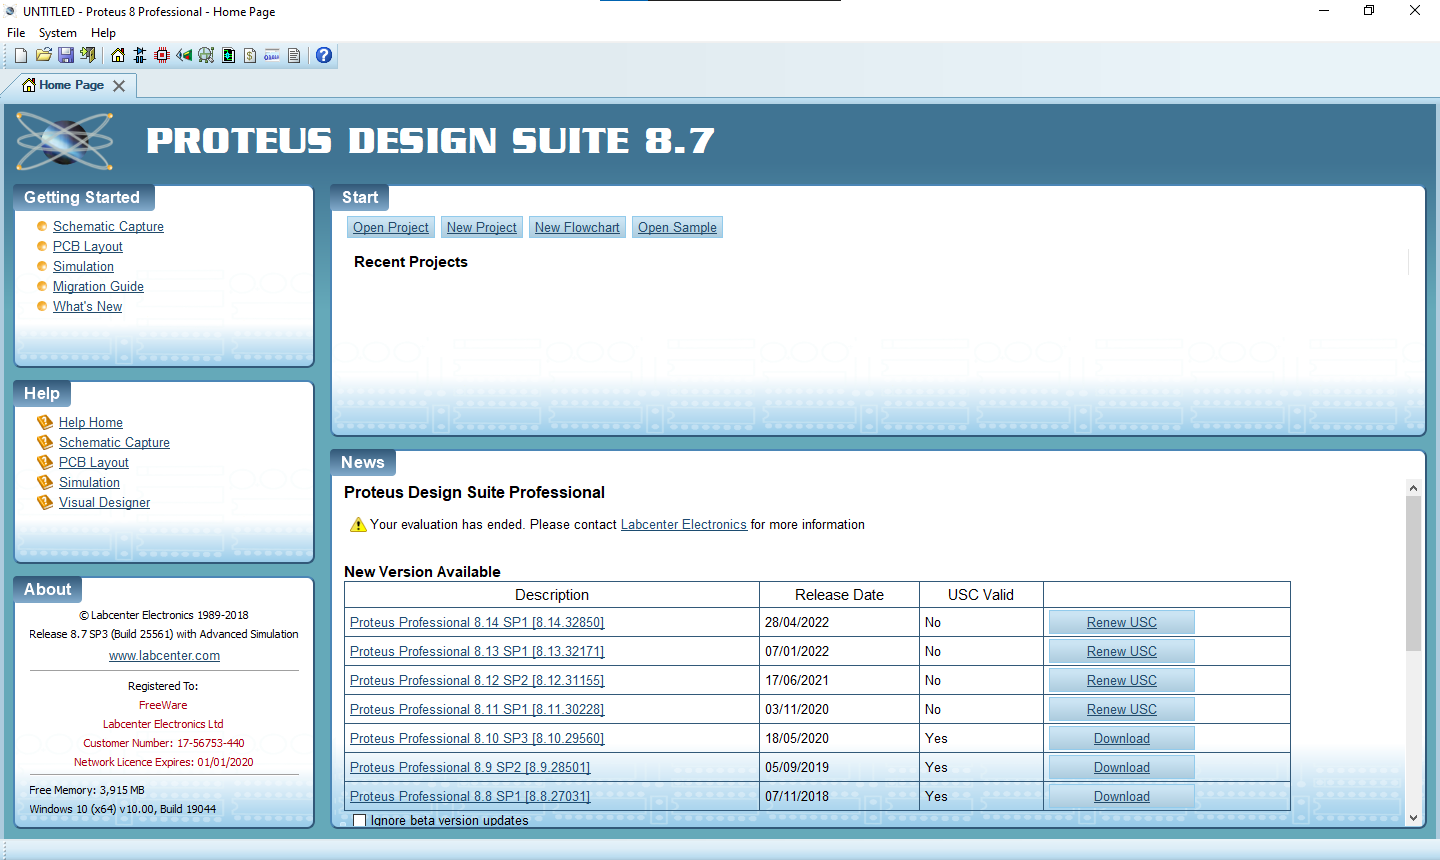 UNTITLED - Proteus 8 Professional - Home Page
File System Help
Home Page
PROTEUS DESIGN SUITE 8.7
Getting Started
Schematic Capture
PCB Layout
Simulation
Migration Guide
What's New
Help
Help Home
Schematic Capture
PCB Layout
Simulation
Visual Designer
About
© Labcenter Electronics 1989-2018
Release 8.7 SP3 (Build 25561) with Advanced Simulation
www.labcenter.com
Registered To:
FreeWare
Labcenter Electronics Ltd
Customer Number: 17-56753-440
Network Licence Expires: 01/01/2020
Free Memory: 3,915 MB
Windows 10 (x64) v10.00, Build 19044
Start
Open Project New Project New Flowchart Open Sample
Recent Projects
News
Proteus Design Suite Professional
Your evaluation has ended. Please contact Labcenter Electronics for more information
New Version Available
Description Release Date USC Valid
Proteus Professional 8.14 SP1 [8.14.32850] 28/04/2022 No Renew USC
Proteus Professional 8.13 SP1 [8.13.32171] 07/01/2022 No Renew USC
Proteus Professional 8.12 SP2 [8.12.31155] 17/06/2021 No Renew USC
Proteus Professional 8.11 SP1 [8.11.30228] 03/11/2020 No Renew USC
Proteus Professional 8.10 SP3 [8.10.29560] 18/05/2020 Yes Download
Proteus Professional 8.9 SP2 [8.9.28501] 05/09/2019 Yes Download
Proteus Professional 8.8 SP1 [8.8.27031] 07/11/2018 Yes Download
Ignore beta version updates